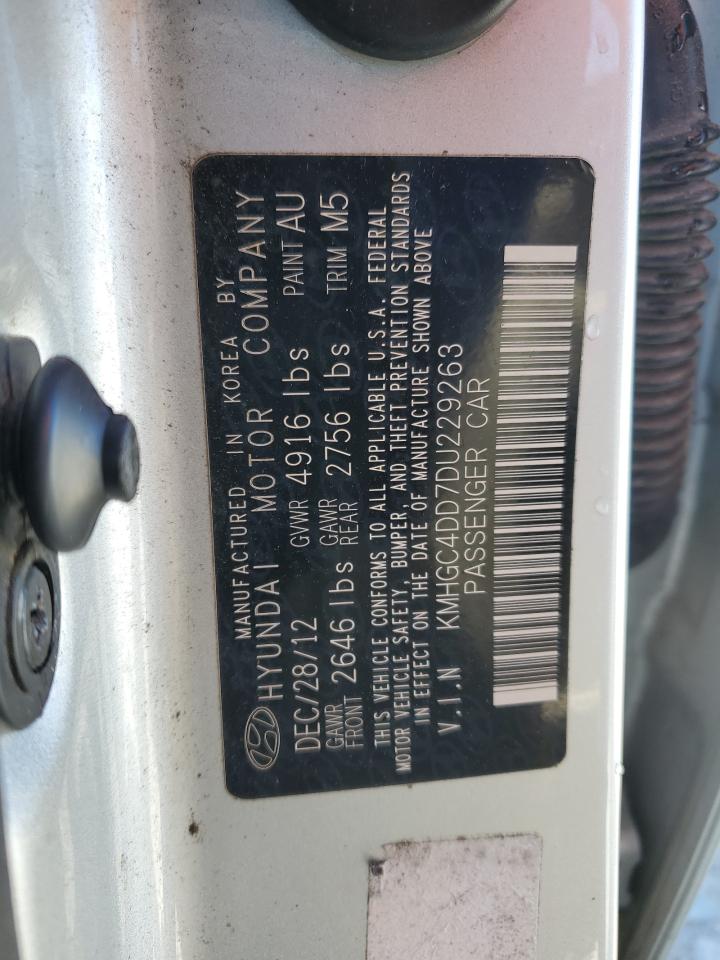 MANUFACTURED IN KOREA BY
HYUNDAI MOTOR COMPANY
DEC/28/12 GVWR 4916 lbs PAINT AU
GAWR FRONT 2646 lbs GAWR REAR 2756 lbs TRIM M5
THIS VEHICLE CONFORMS TO ALL APPLICABLE U.S.A. FEDERAL
MOTOR VEHICLE SAFETY, BUMPER, AND THEFT PREVENTION STANDARDS
IN EFFECT ON THE DATE OF MANUFACTURE SHOWN ABOVE
V.I.N KMHGC4DD7DU229263
PASSENGER CAR